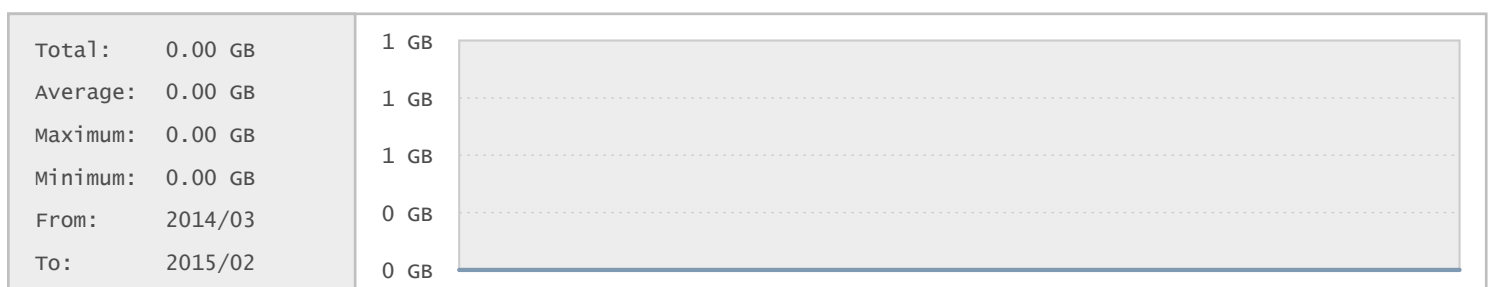 Total: 0.00 GB
Average: 0.00 GB
Maximum: 0.00 GB
Minimum: 0.00 GB
From: 2014/03
To: 2015/02
1 GB
1 GB
1 GB
0 GB
0 GB